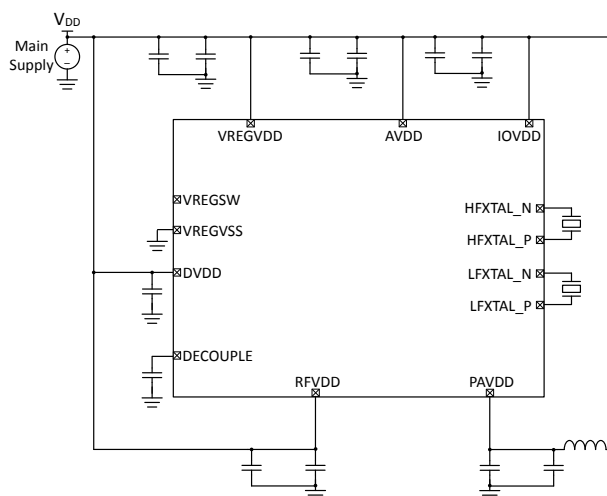 VDD
Main
Supply
+
−
VREGVDD
AVDD
IOVDD
VREGSW
HFXTAL_N
VREGVSS
HFXTAL_P
DVDD
LFXTAL_N
LFXTAL_P
DECOUPLE
RFVDD
PAVDD